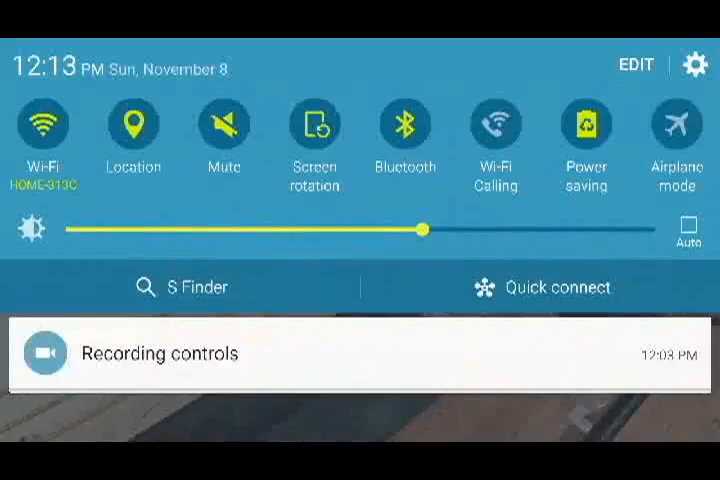 12:13 PM Sun, November 8
EDIT
Wi-Fi
HOME-313C
Location
Mute
Screen
rotation
Bluetooth
Wi-Fi
Calling
Power
saving
Airplane
mode
Auto
S Finder
Quick connect
Recording controls
12:03 PM